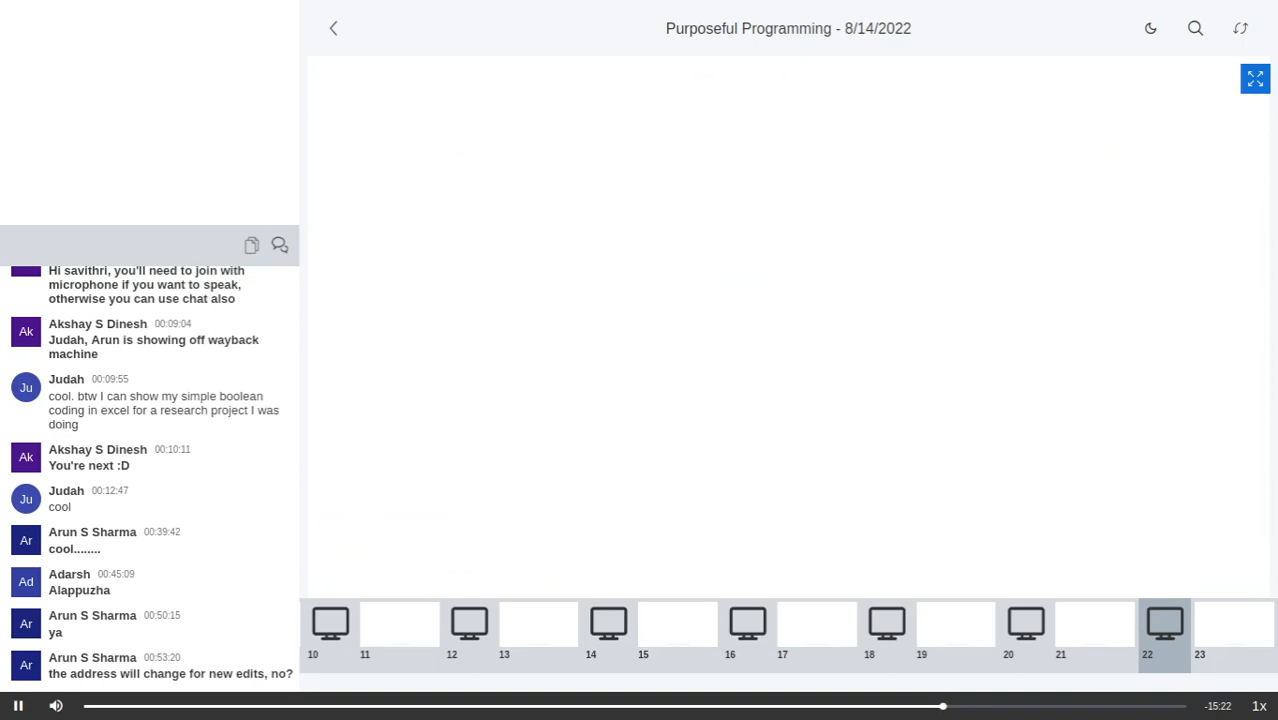 Purposeful Programming - 8/14/2022
Hi savithri, you'll need to join with
microphone if you want to speak,
otherwise you can use chat also
Ak
Akshay S Dinesh 00:09:04
Judah, Arun is showing off wayback
machine
Ju
Judah 00:09:55
cool. btw I can show my simple boolean
coding in excel for a research project I was
doing
Ak
Akshay S Dinesh 00:10:11
You're next :D
Ju
Judah 00:12:47
cool
Ar
Arun S Sharma 00:39:42
cool........
Ad
Adarsh 00:45:09
Alappuzha
Ar
Arun S Sharma 00:50:15
ya
Ar
Arun S Sharma 00:53:20
the address will change for new edits, no?
10 11 12 13 14 15 16 17 18 19 20 21 22 23
-15:22 1x